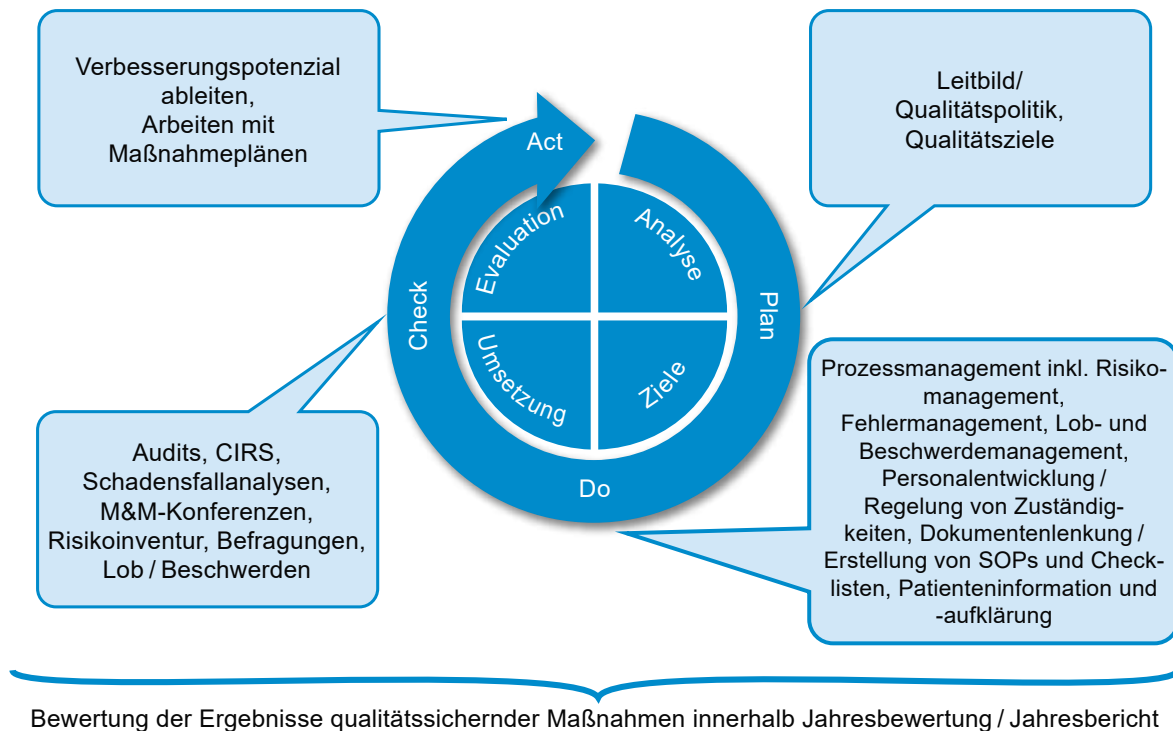 Verbesserungspotenzial
ableiten,
Arbeiten mit
Maßnahmeplänen
Leitbild/
Qualitätspolitik,
Qualitätsziele
Act
Plan
Do
Check
Evaluation
Analyse
Umsetzung
Ziele
Audits, CIRS,
Schadensfallanalysen,
M&M-Konferenzen,
Risikoinventur, Befragungen,
Lob / Beschwerden
Prozessmanagement inkl. Risiko-
management,
Fehlermanagement, Lob- und
Beschwerdemanagement,
Personalentwicklung /
Regelung von Zuständig-
keiten, Dokumentenlenkung /
Erstellung von SOPs und Check-
listen, Patienteninformation und
-aufklärung
Bewertung der Ergebnisse qualitätssichernder Maßnahmen innerhalb Jahresbewertung / Jahresbericht